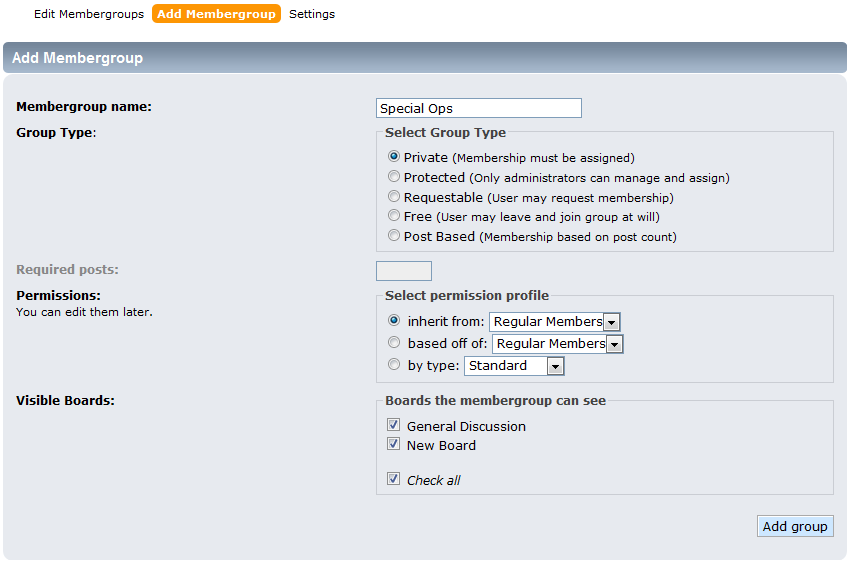 Edit Membergroups Add Membergroup Settings
Add Membergroup
Membergroup name: Special Ops
Group Type: Select Group Type
Private (Membership must be assigned)
Protected (Only administrators can manage and assign)
Requestable (User may request membership)
Free (User may leave and join group at will)
Post Based (Membership based on post count)
Required posts:
Permissions: Select permission profile
You can edit them later.
inherit from: Regular Members
based off of: Regular Members
by type: Standard
Visible Boards: Boards the membergroup can see
General Discussion
New Board
Check all
Add group